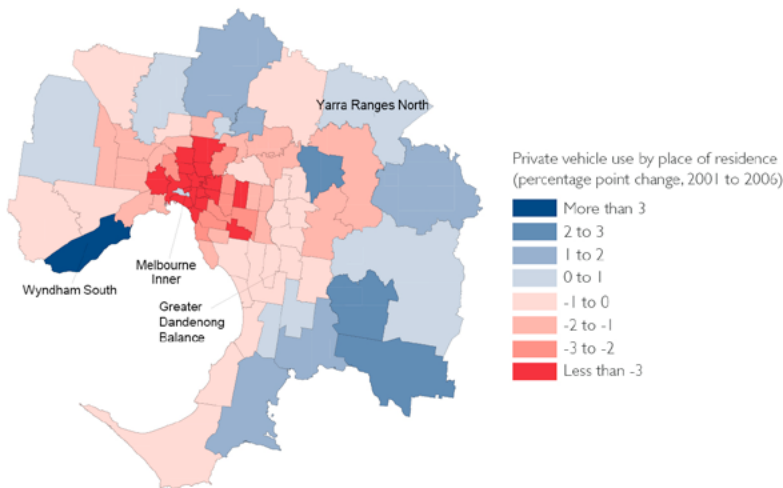 Yarra Ranges North
Melbourne
Inner
Wyndham South
Greater
Dandenong
Balance
Private vehicle use by place of residence
(percentage point change, 2001 to 2006)
More than 3
2 to 3
1 to 2
0 to 1
-1 to 0
-2 to -1
-3 to -2
Less than -3